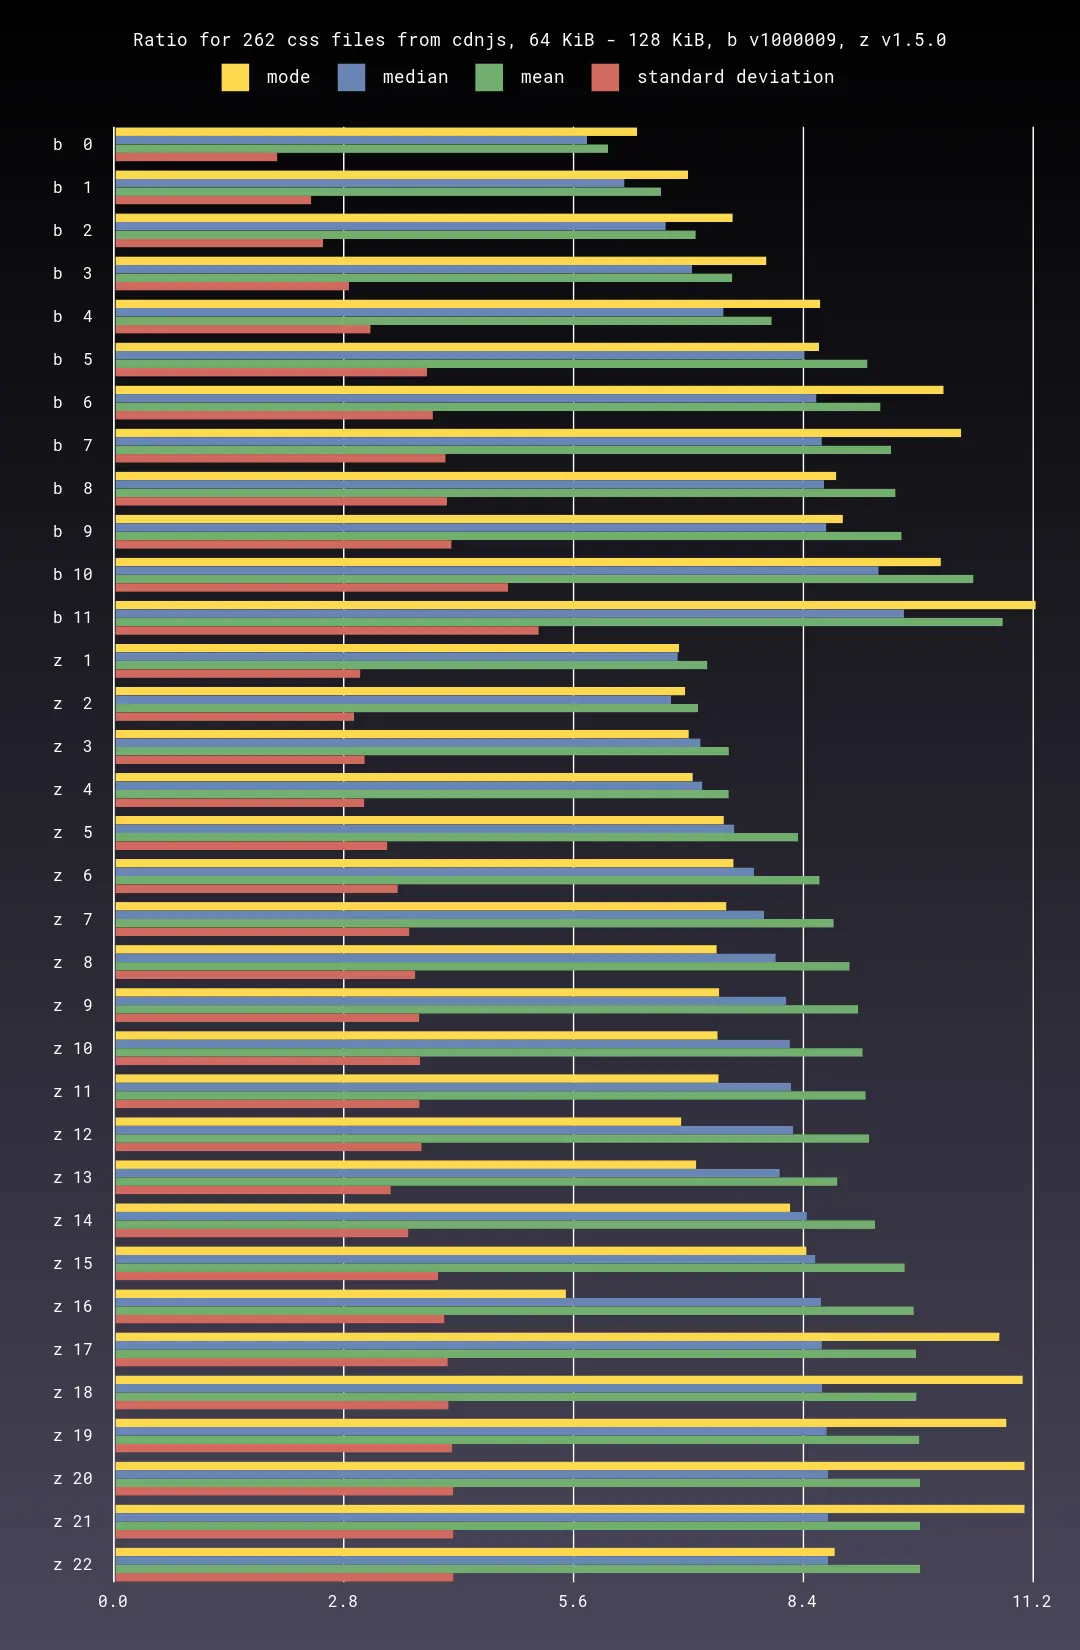 Ratio for 262 css files from cdnjs, 64 KiB - 128 KiB, b v1000009, z v1.5.0
mode median mean standard deviation
b 0
b 1
b 2
b 3
b 4
b 5
b 6
b 7
b 8
b 9
b 10
b 11
z 1
z 2
z 3
z 4
z 5
z 6
z 7
z 8
z 9
z 10
z 11
z 12
z 13
z 14
z 15
z 16
z 17
z 18
z 19
z 20
z 21
z 22
0.0 2.8 5.6 8.4 11.2